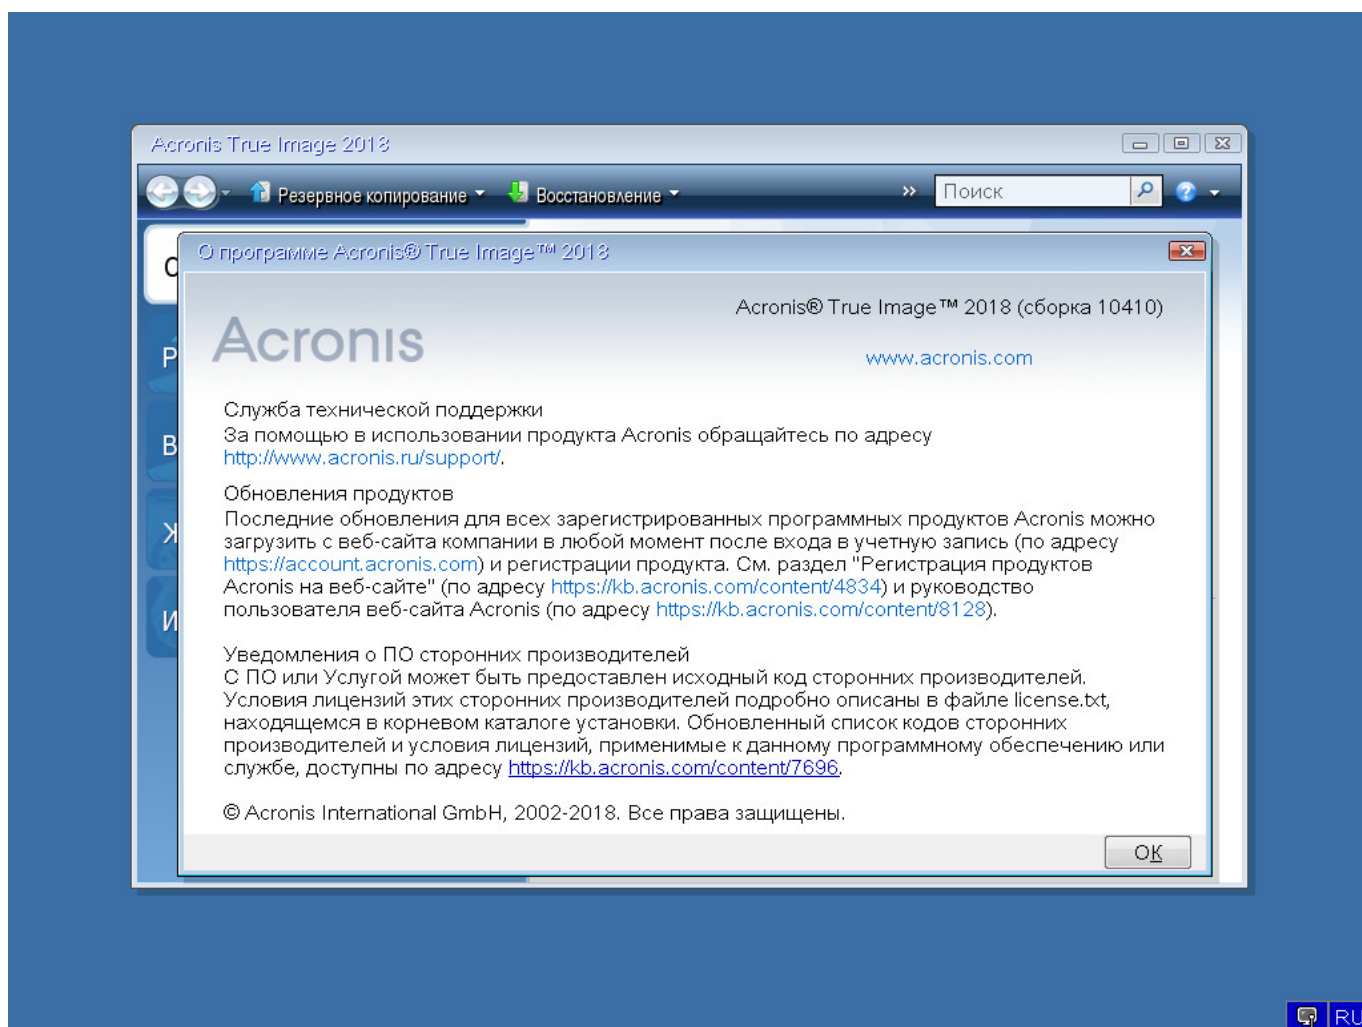 Acronis True Image 2018
Резервное копирование
Восстановление
»
Поиск
О программе Acronis® True Image™ 2018
Acronis
Acronis® True Image™ 2018 (сборка 10410)
www.acronis.com
Служба технической поддержки
За помощью в использовании продукта Acronis обращайтесь по адресу
http://www.acronis.ru/support/.
Обновления продуктов
Последние обновления для всех зарегистрированных программных продуктов Acronis можно
загрузить с веб-сайта компании в любой момент после входа в учетную запись (по адресу
https://account.acronis.com) и регистрации продукта. См. раздел "Регистрация продуктов
Acronis на веб-сайте" (по адресу https://kb.acronis.com/content/4834) и руководство
пользователя веб-сайта Acronis (по адресу https://kb.acronis.com/content/8128).
Уведомления о ПО сторонних производителей
С ПО или Услугой может быть предоставлен исходный код сторонних производителей.
Условия лицензий этих сторонних производителей подробно описаны в файле license.txt,
находящемся в корневом каталоге установки. Обновленный список кодов сторонних
производителей и условия лицензий, применимые к данному программному обеспечению или
службе, доступны по адресу https://kb.acronis.com/content/7696.
© Acronis International GmbH, 2002-2018. Все права защищены.
OК
С
Р
В
Ж
И
RU